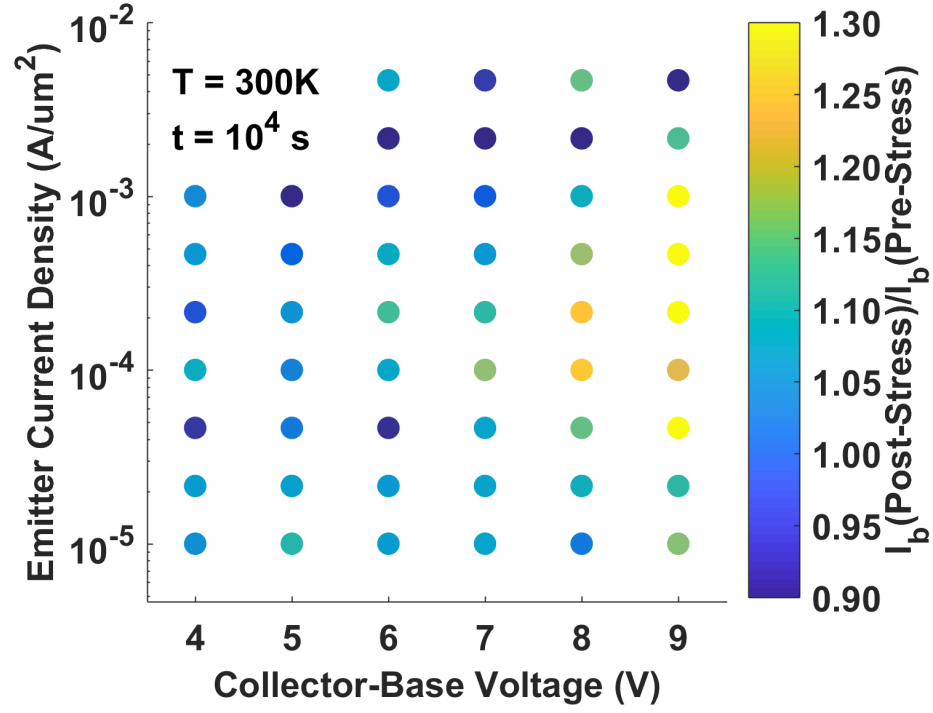 T = 300K
t = 10^4 s
Emitter Current Density (A/um^2)
10^-2
10^-3
10^-4
10^-5
4 5 6 7 8 9
Collector-Base Voltage (V)
1.30
1.25
1.20
1.15
1.10
1.05
1.00
0.95
0.90
I_b(Post-Stress)/I_b(Pre-Stress)